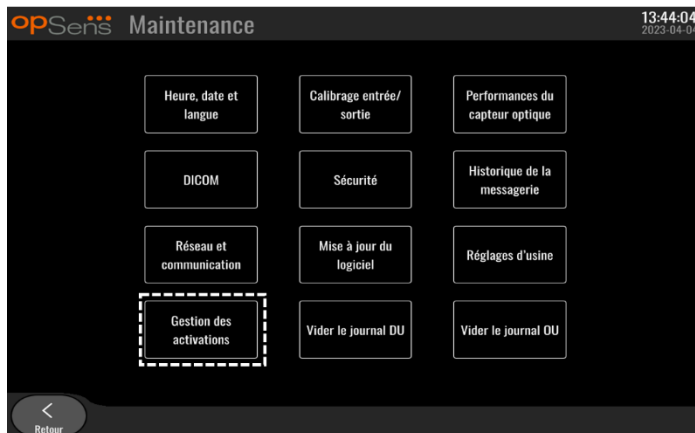 opSens Maintenance
13:44:04
2023-04-04
Heure, date et
langue
Calibrage entrée/
sortie
Performances du
capteur optique
DICOM
Sécurité
Historique de la
messagerie
Réseau et
communication
Mise à jour du
logiciel
Réglages d'usine
Gestion des
activations
Vider le journal DU
Vider le journal OU
Retour